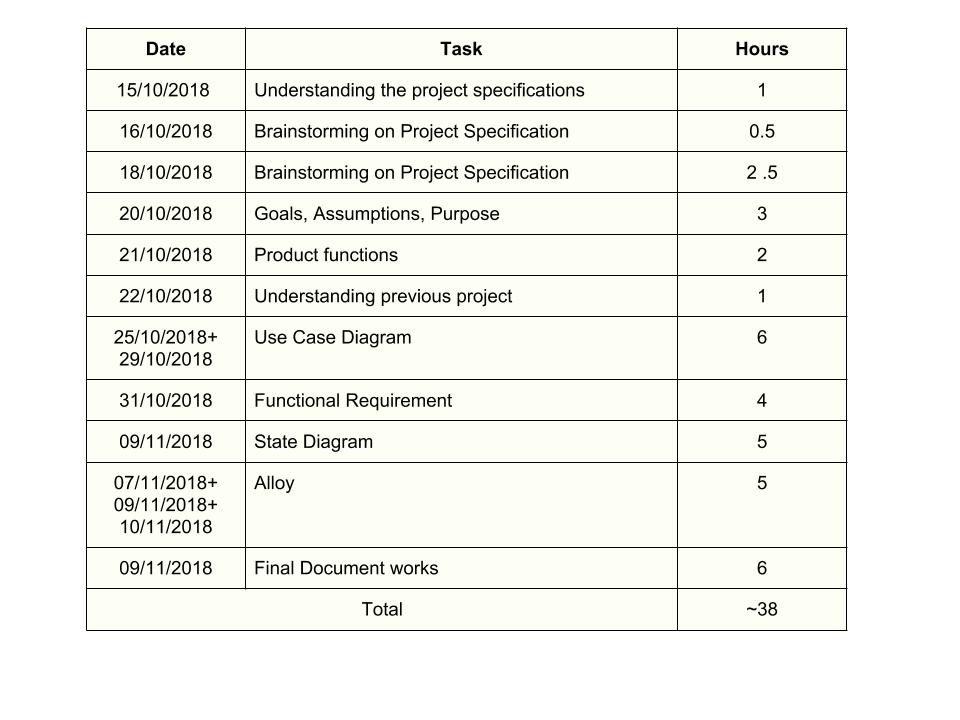 Date Task Hours
15/10/2018 Understanding the project specifications 1
16/10/2018 Brainstorming on Project Specification 0.5
18/10/2018 Brainstorming on Project Specification 2 .5
20/10/2018 Goals, Assumptions, Purpose 3
21/10/2018 Product functions 2
22/10/2018 Understanding previous project 1
25/10/2018+ Use Case Diagram 6
29/10/2018
31/10/2018 Functional Requirement 4
09/11/2018 State Diagram 5
07/11/2018+ Alloy 5
09/11/2018+
10/11/2018
09/11/2018 Final Document works 6
Total ~38